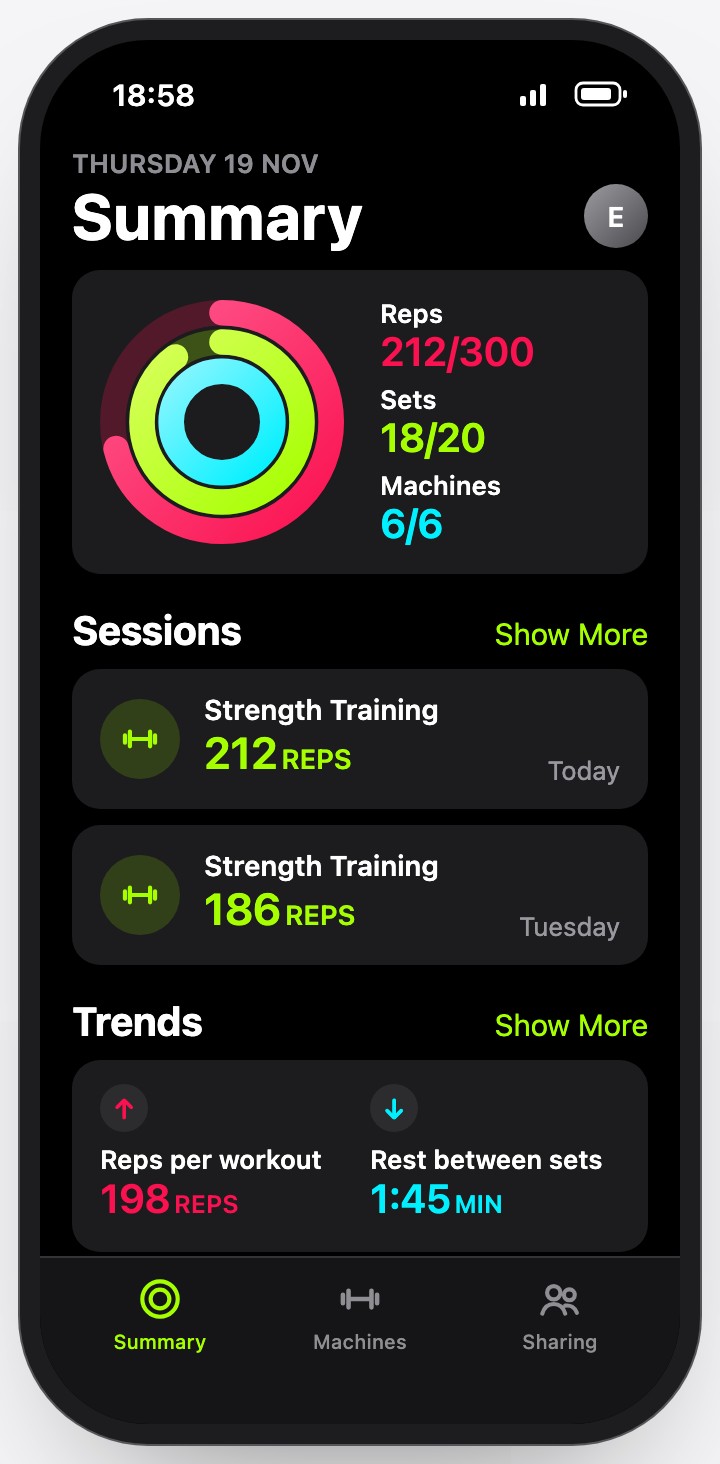 18:58
THURSDAY 19 NOV
Summary
E
Reps
212/300
Sets
18/20
Machines
6/6
Sessions
Show More
Strength Training
212 REPS
Today
Strength Training
186 REPS
Tuesday
Trends
Show More
Reps per workout
198 REPS
Rest between sets
1:45 MIN
Summary
Machines
Sharing